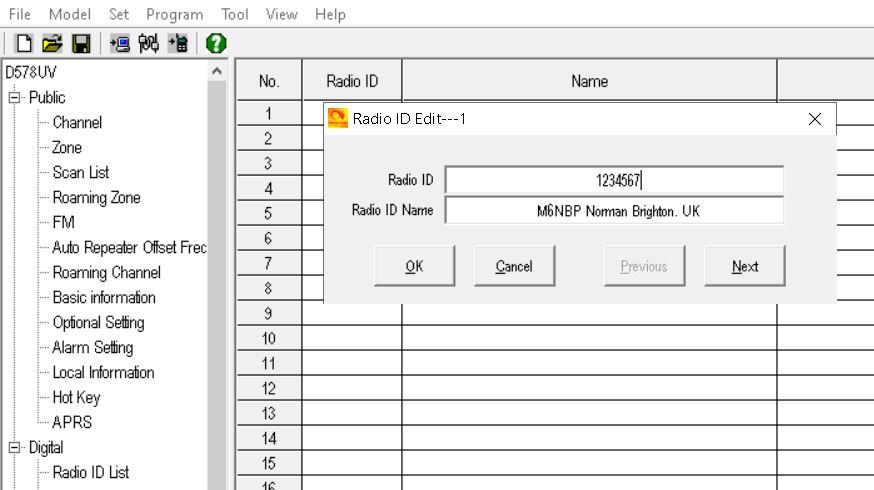 File Model Set Program Tool View Help
D578UV
Public
Channel
Zone
Scan List
Roaming Zone
FM
Auto Repeater Offset Frec
Roaming Channel
Basic information
Optional Setting
Alarm Setting
Local Information
Hot Key
APRS
Digital
Radio ID List
No. Radio ID Name
1
2
3
4
5
6
7
8
9
10
11
12
13
14
15
16
Radio ID Edit---1
Radio ID 1234567
Radio ID Name M6NBP Norman Brighton. UK
OK Cancel Previous Next